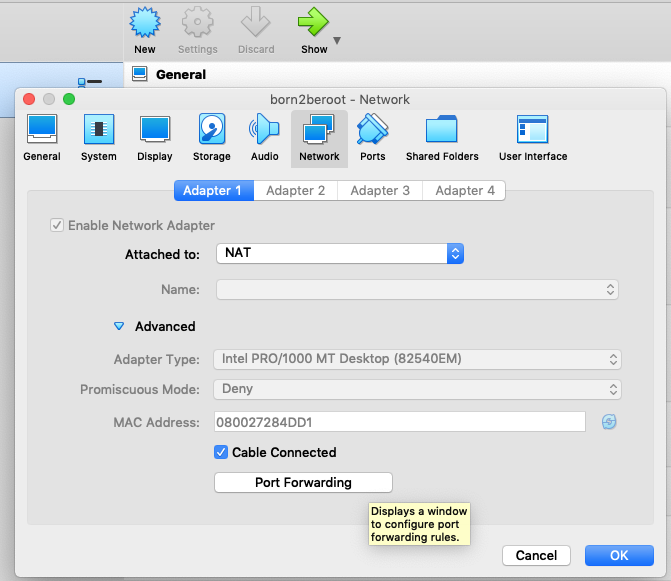 New
Settings
Discard
Show
General
born2beroot - Network
General
System
Display
Storage
Audio
Network
Ports
Shared Folders
User Interface
Adapter 1
Adapter 2
Adapter 3
Adapter 4
Enable Network Adapter
Attached to: NAT
Name:
Advanced
Adapter Type: Intel PRO/1000 MT Desktop (82540EM)
Promiscuous Mode: Deny
MAC Address: 080027284DD1
Cable Connected
Port Forwarding
Displays a window
to configure port
forwarding rules.
Cancel
OK